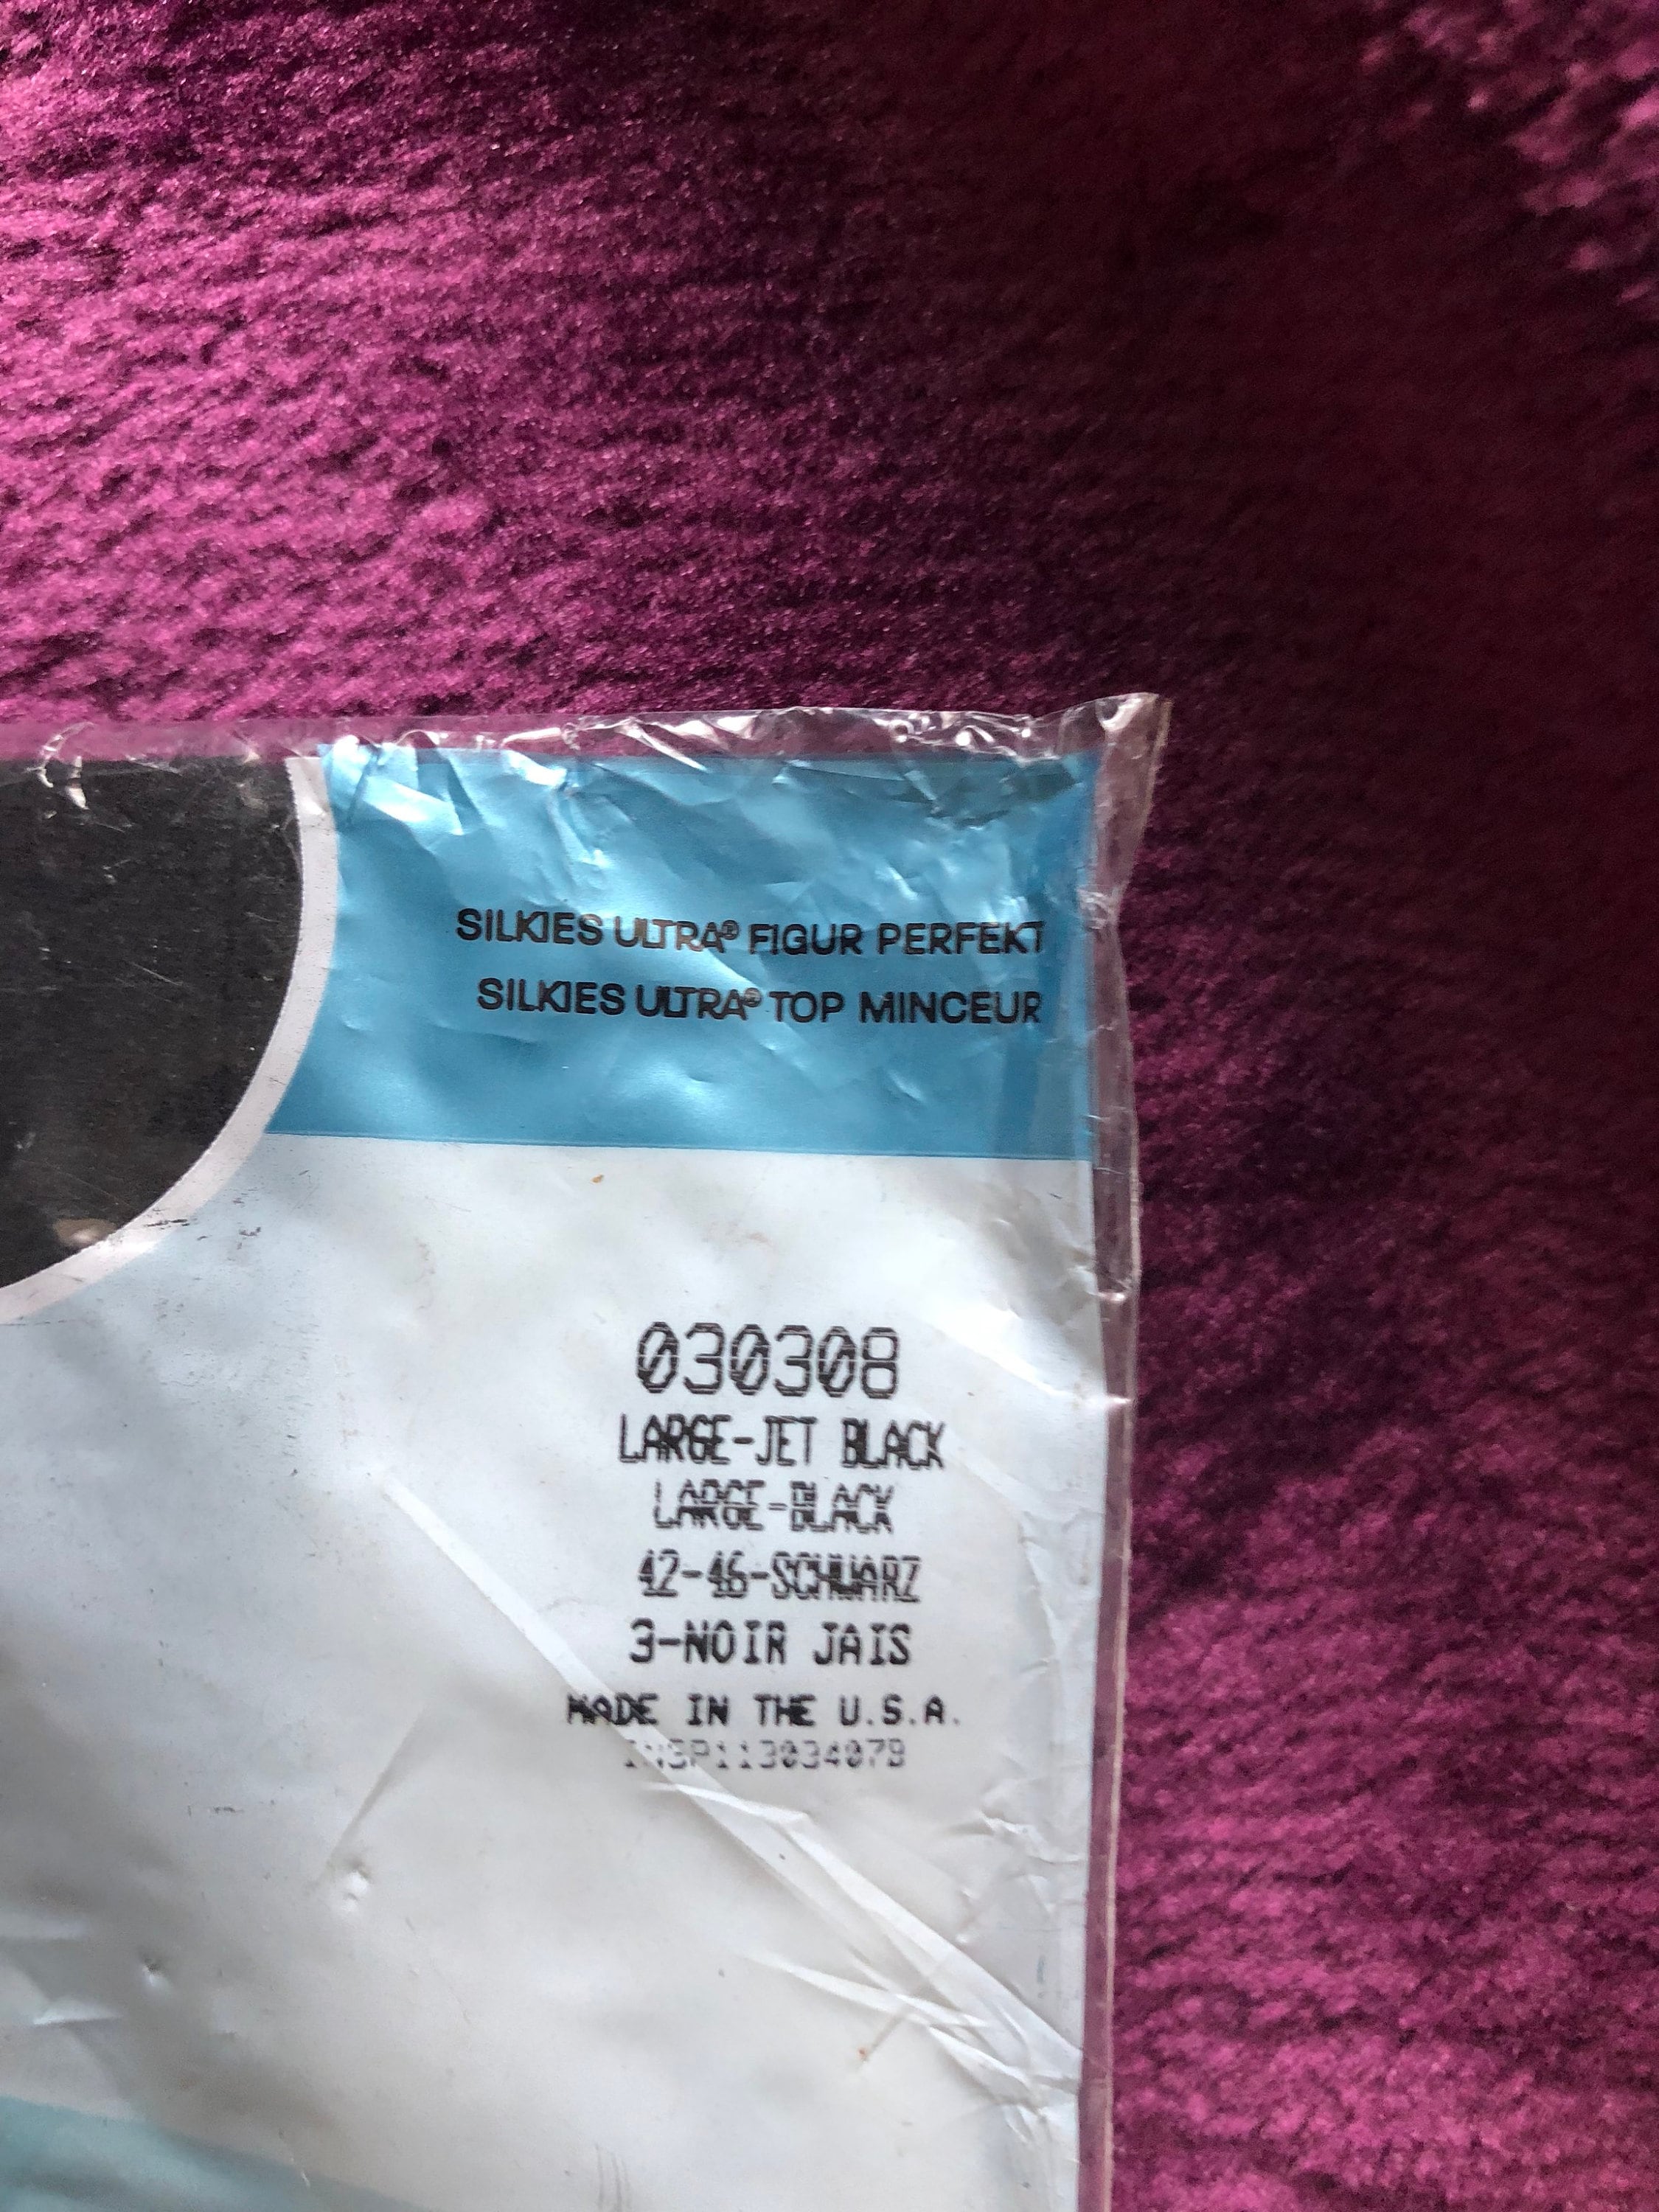 SILKIES ULTRA® FIGUR PERFEKT
SILKIES ULTRA® TOP MINCEUR
030308
LARGE-JET BLACK
LARGE-BLACK
42-46-SCHWARZ
3-NOIR JAIS
MADE IN THE U.S.A.